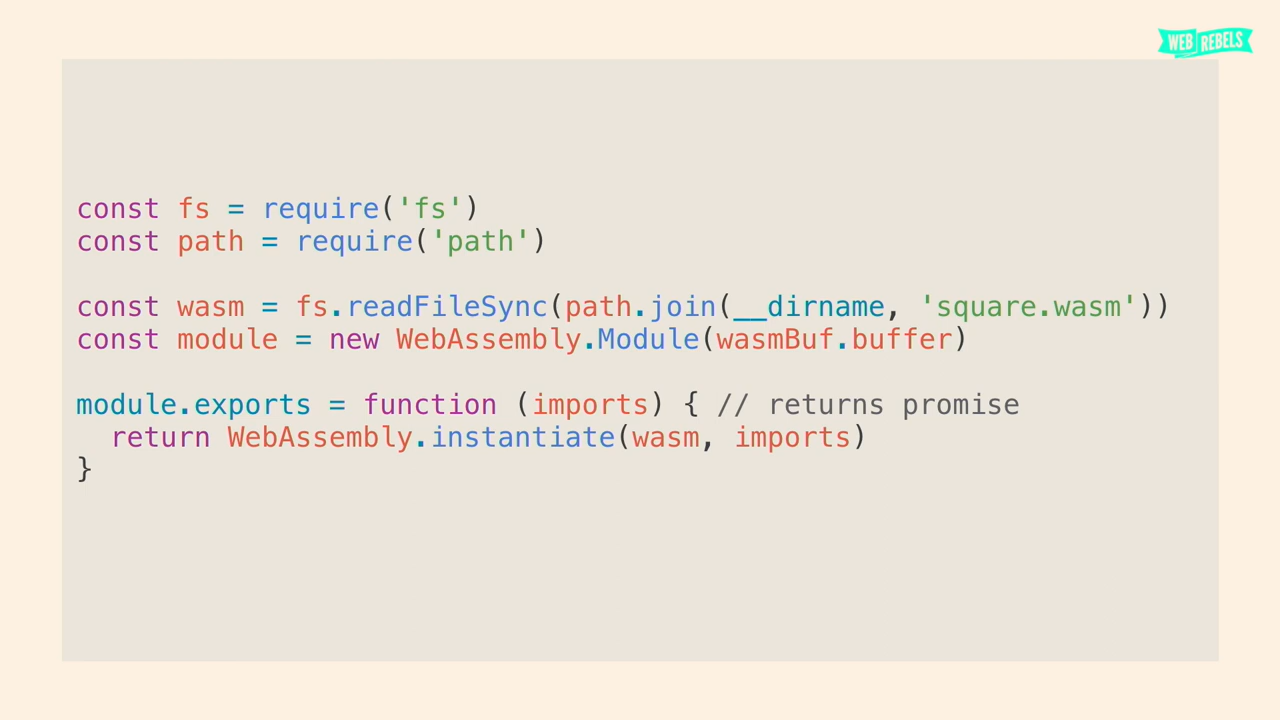 WEB REBELS
const fs = require('fs')
const path = require('path')
const wasm = fs.readFileSync(path.join(__dirname, 'square.wasm'))
const module = new WebAssembly.Module(wasmBuf.buffer)
module.exports = function (imports) { // returns promise
  return WebAssembly.instantiate(wasm, imports)
}